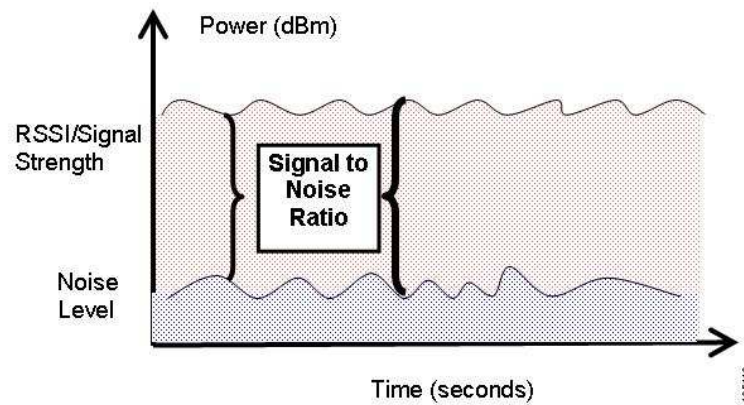 Power (dBm)
RSSI/Signal
Strength
Signal to
Noise
Ratio
Noise
Level
Time (seconds)